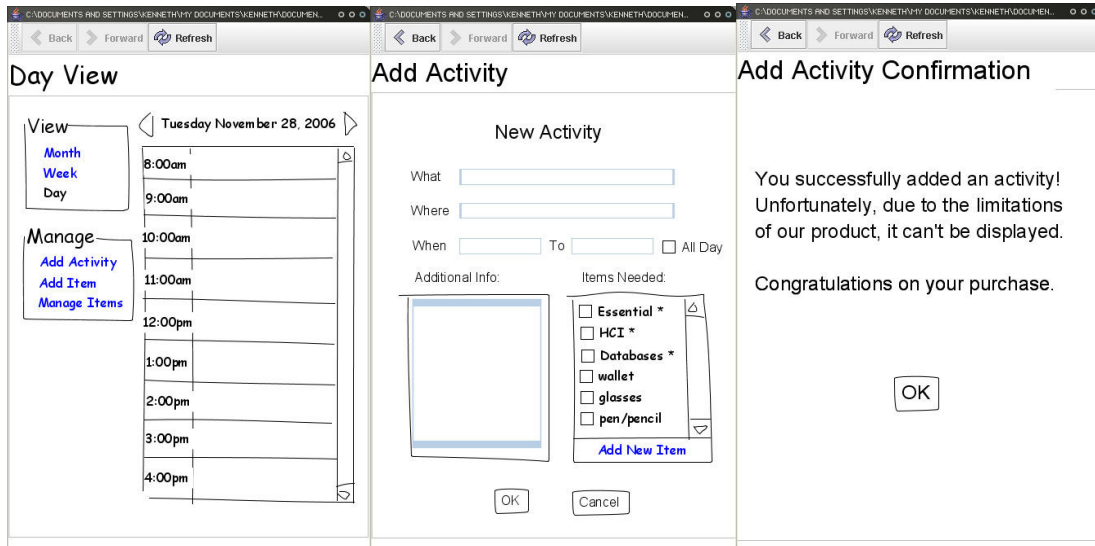 C:\DOCUMENTS AND SETTINGS\KENNETH\MY DOCUMENTS\KENNETH\DOCUMEN...
Back Forward Refresh
Day View
View
Month
Week
Day
Manage
Add Activity
Add Item
Manage Items
Tuesday November 28, 2006
8:00am
9:00am
10:00am
11:00am
12:00pm
1:00pm
2:00pm
3:00pm
4:00pm
C:\DOCUMENTS AND SETTINGS\KENNETH\MY DOCUMENTS\KENNETH\DOCUMEN...
Back Forward Refresh
Add Activity
New Activity
What
Where
When To All Day
Additional Info: Items Needed:
Essential *
HCI *
Databases *
wallet
glasses
pen/pencil
Add New Item
OK Cancel
C:\DOCUMENTS AND SETTINGS\KENNETH\MY DOCUMENTS\KENNETH\DOCUMEN...
Back Forward Refresh
Add Activity Confirmation
You successfully added an activity!
Unfortunately, due to the limitations
of our product, it can't be displayed.
Congratulations on your purchase.
OK